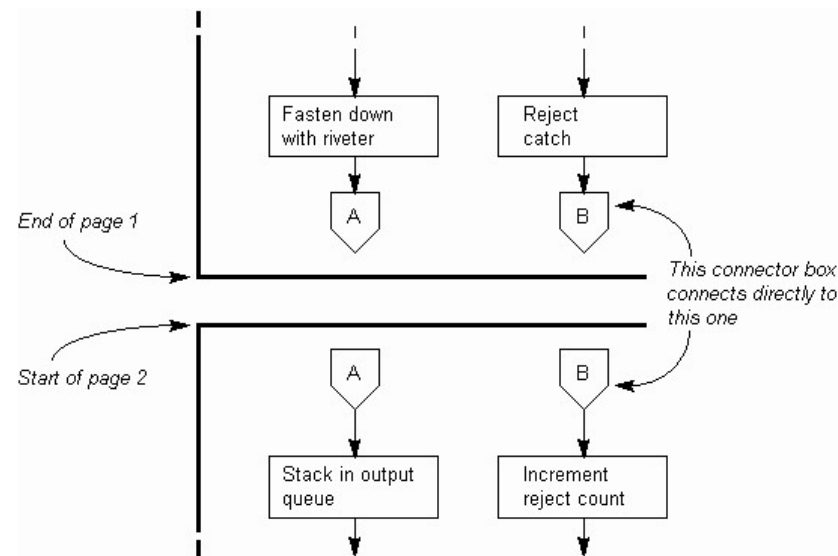 Fasten down
with riveter
Reject
catch
A
B
End of page 1
This connector box
connects directly to
this one
Start of page 2
A
B
Stack in output
queue
Increment
reject count